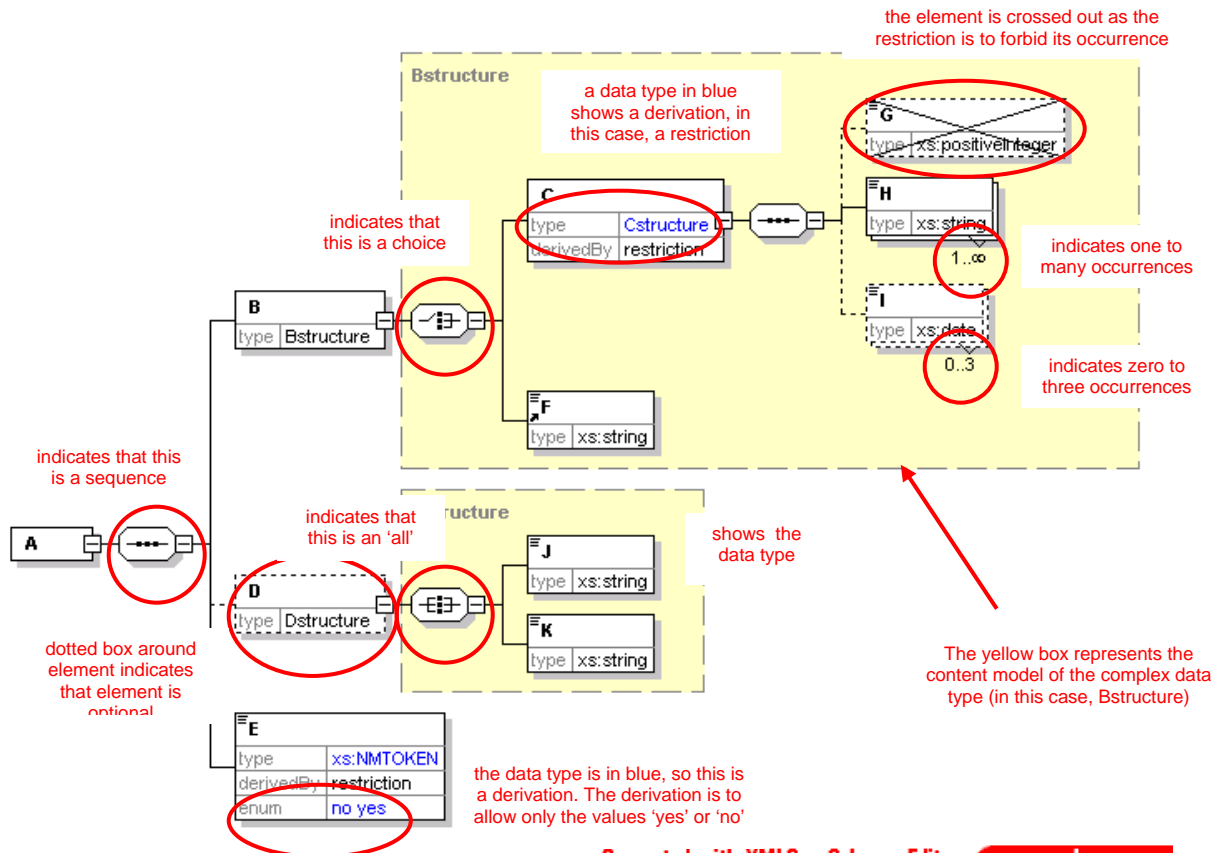 the element is crossed out as the
restriction is to forbid its occurrence
Bstructure
a data type in blue
shows a derivation, in
this case, a restriction
G
type xs:positiveInteger
C
type Cstructure
derivedBy restriction
H
type xs:string
1..∞
indicates one to
many occurrences
indicates that
this is a choice
B
type Bstructure
I
type xs:date
0..3
indicates zero to
three occurrences
F
type xs:string
indicates that this
is a sequence
A
indicates that
this is an ‘all’
ructure
shows the
data type
J
type xs:string
D
type Dstructure
K
type xs:string
dotted box around
element indicates
that element is
optional
The yellow box represents the
content model of the complex data
type (in this case, Bstructure)
E
type xs:NMTOKEN
derivedBy restriction
enum no yes
the data type is in blue, so this is
a derivation. The derivation is to
allow only the values ‘yes’ or ‘no’